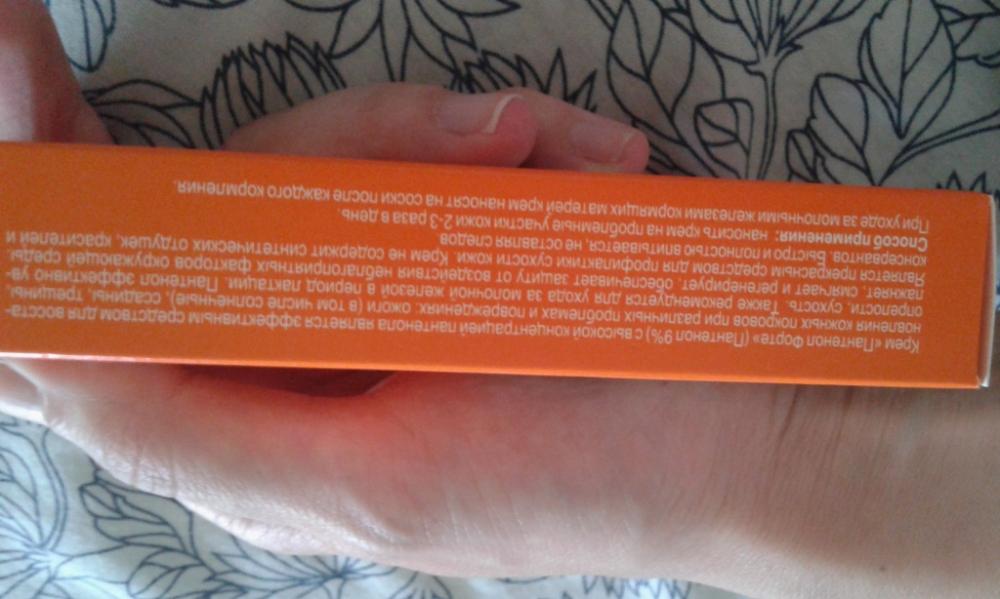 Крем «Пантенол Форте» (Пантенол 9%) с высокой концентрацией пантенола является эффективным средством для восста-
новления кожных покровов при различных проблемах и повреждениях: ожоги (в том числе солнечные), ссадины, трещины,
опрелости, сухость. Также рекомендуется для ухода за молочной железой в период лактации. Пантенол эффективно ув-
лажняет, смягчает и регенерирует, обеспечивает защиту от воздействия неблагоприятных факторов окружающей среды.
Является прекрасным средством для профилактики сухости кожи. Крем не содержит синтетических отдушек, красителей и
консервантов. Быстро и полностью впитывается, не оставляя следов.
Способ применения: наносить крем на проблемные участки кожи 2-3 раза в день.
При уходе за молочными железами кормящих матерей крем наносят на соски после каждого кормления.